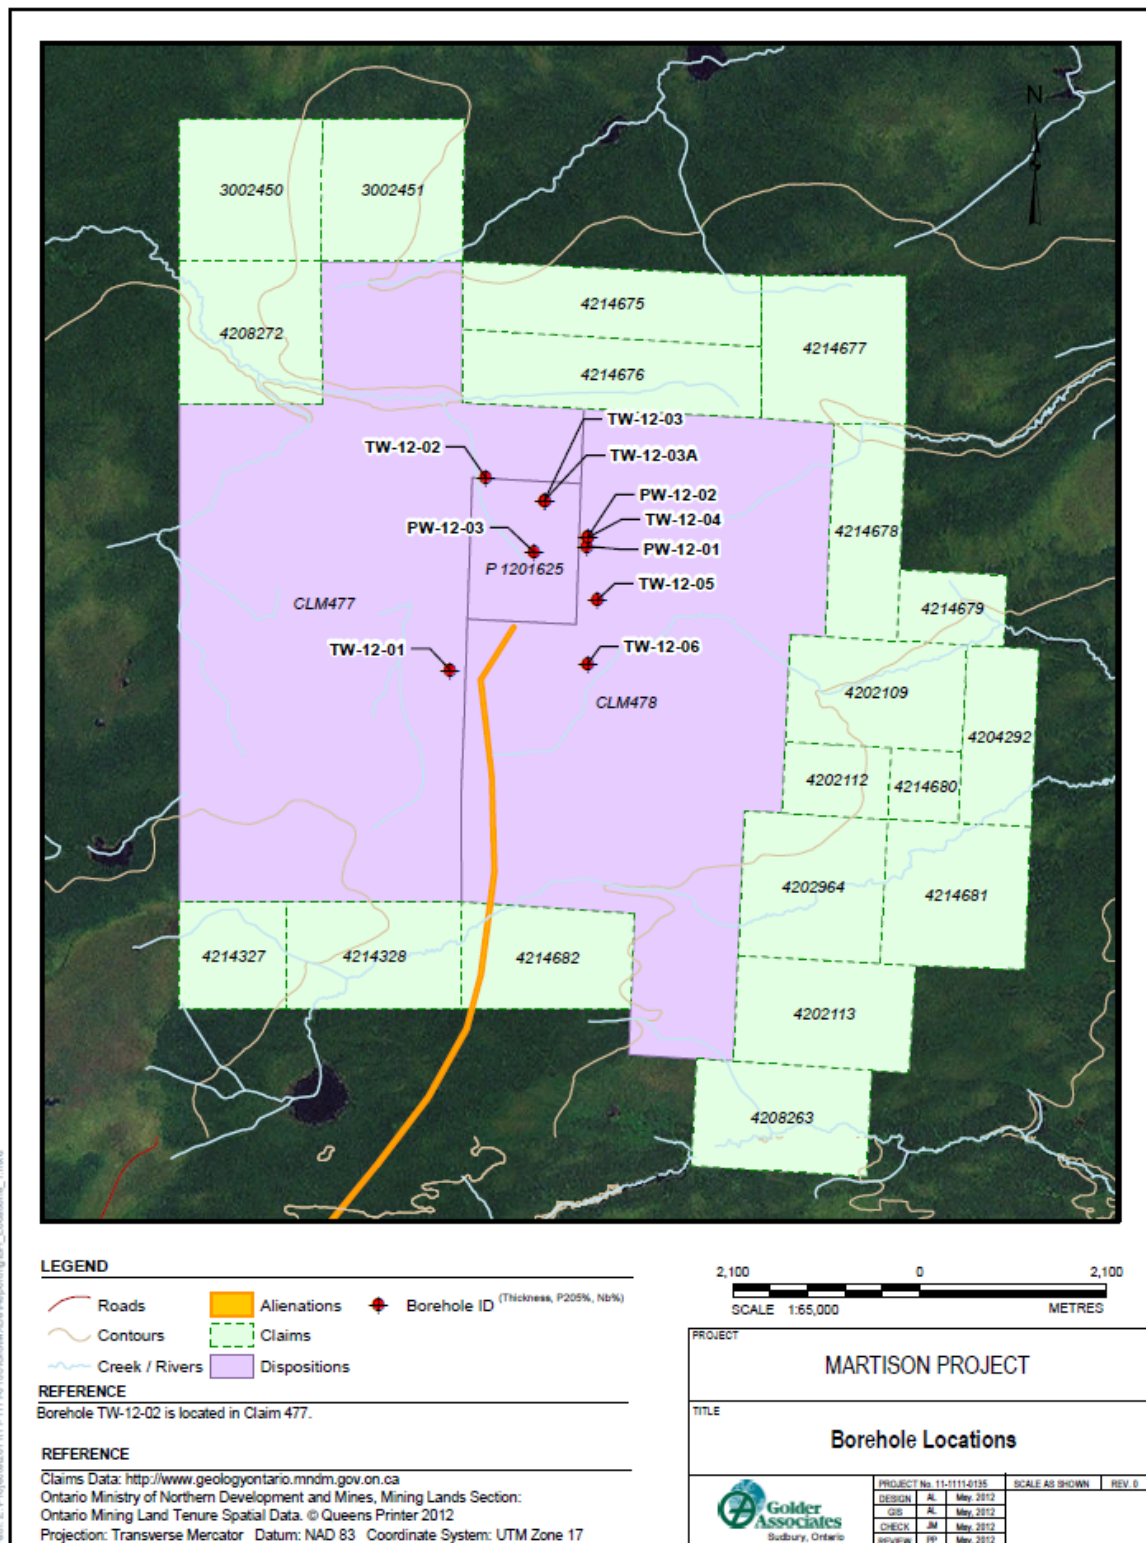 N
3002450
3002451
4208272
4214675
4214676
4214677
TW-12-03
TW-12-02
TW-12-03A
PW-12-02
PW-12-03
TW-12-04
4214678
PW-12-01
P 1201625
TW-12-05
CLM477
4214679
TW-12-01
TW-12-06
4202109
CLM478
4204292
4202112
4214680
4202964
4214681
4214327
4214328
4214682
4202113
4208263
LEGEND
Roads
Alienations
Borehole ID (Thickness, P205%, Nb%)
Contours
Claims
Creek / Rivers
Dispositions
REFERENCE
Borehole TW-12-02 is located in Claim 477.
REFERENCE
Claims Data: http://www.geologyontario.mndm.gov.on.ca
Ontario Ministry of Northern Development and Mines, Mining Lands Section:
Ontario Mining Land Tenure Spatial Data. © Queens Printer 2012
Projection: Transverse Mercator Datum: NAD 83 Coordinate System: UTM Zone 17
2,100 0 2,100
SCALE 1:65,000 METRES
PROJECT
MARTISON PROJECT
TITLE
Borehole Locations
Golder
Associates
Sudbury, Ontario
PROJECT No. 11-1111-0135 SCALE AS SHOWN REV. 0
DESIGN AL May. 2012
GIS AL May. 2012
CHECK JM May. 2012
REVIEW PP May. 2012